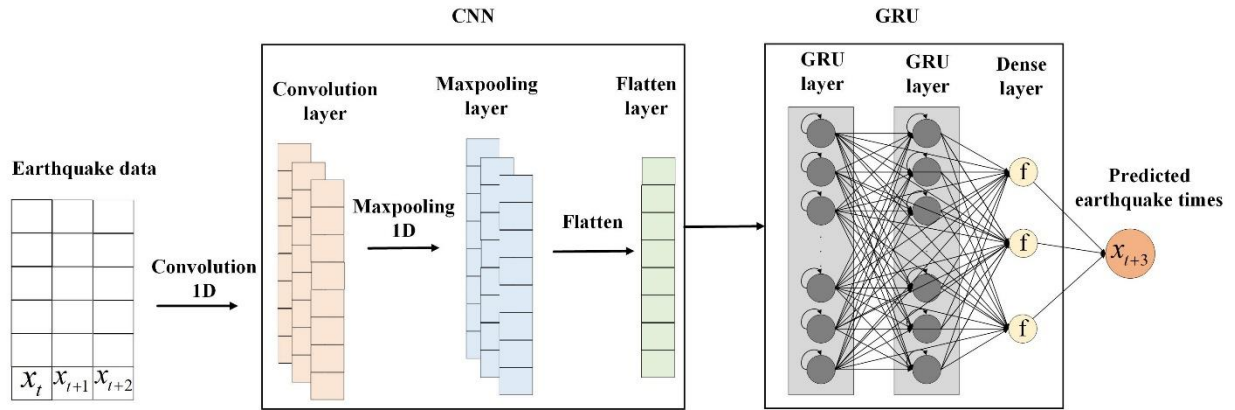 CNN
GRU
GRU
layer
GRU
layer
Dense
layer
Convolution
layer
Maxpooling
layer
Flatten
layer
Earthquake data
Convolution
1D
Maxpooling
1D
Flatten
f
f
f
Predicted
earthquake times
x_{t+3}
x_t
x_{t+1}
x_{t+2}